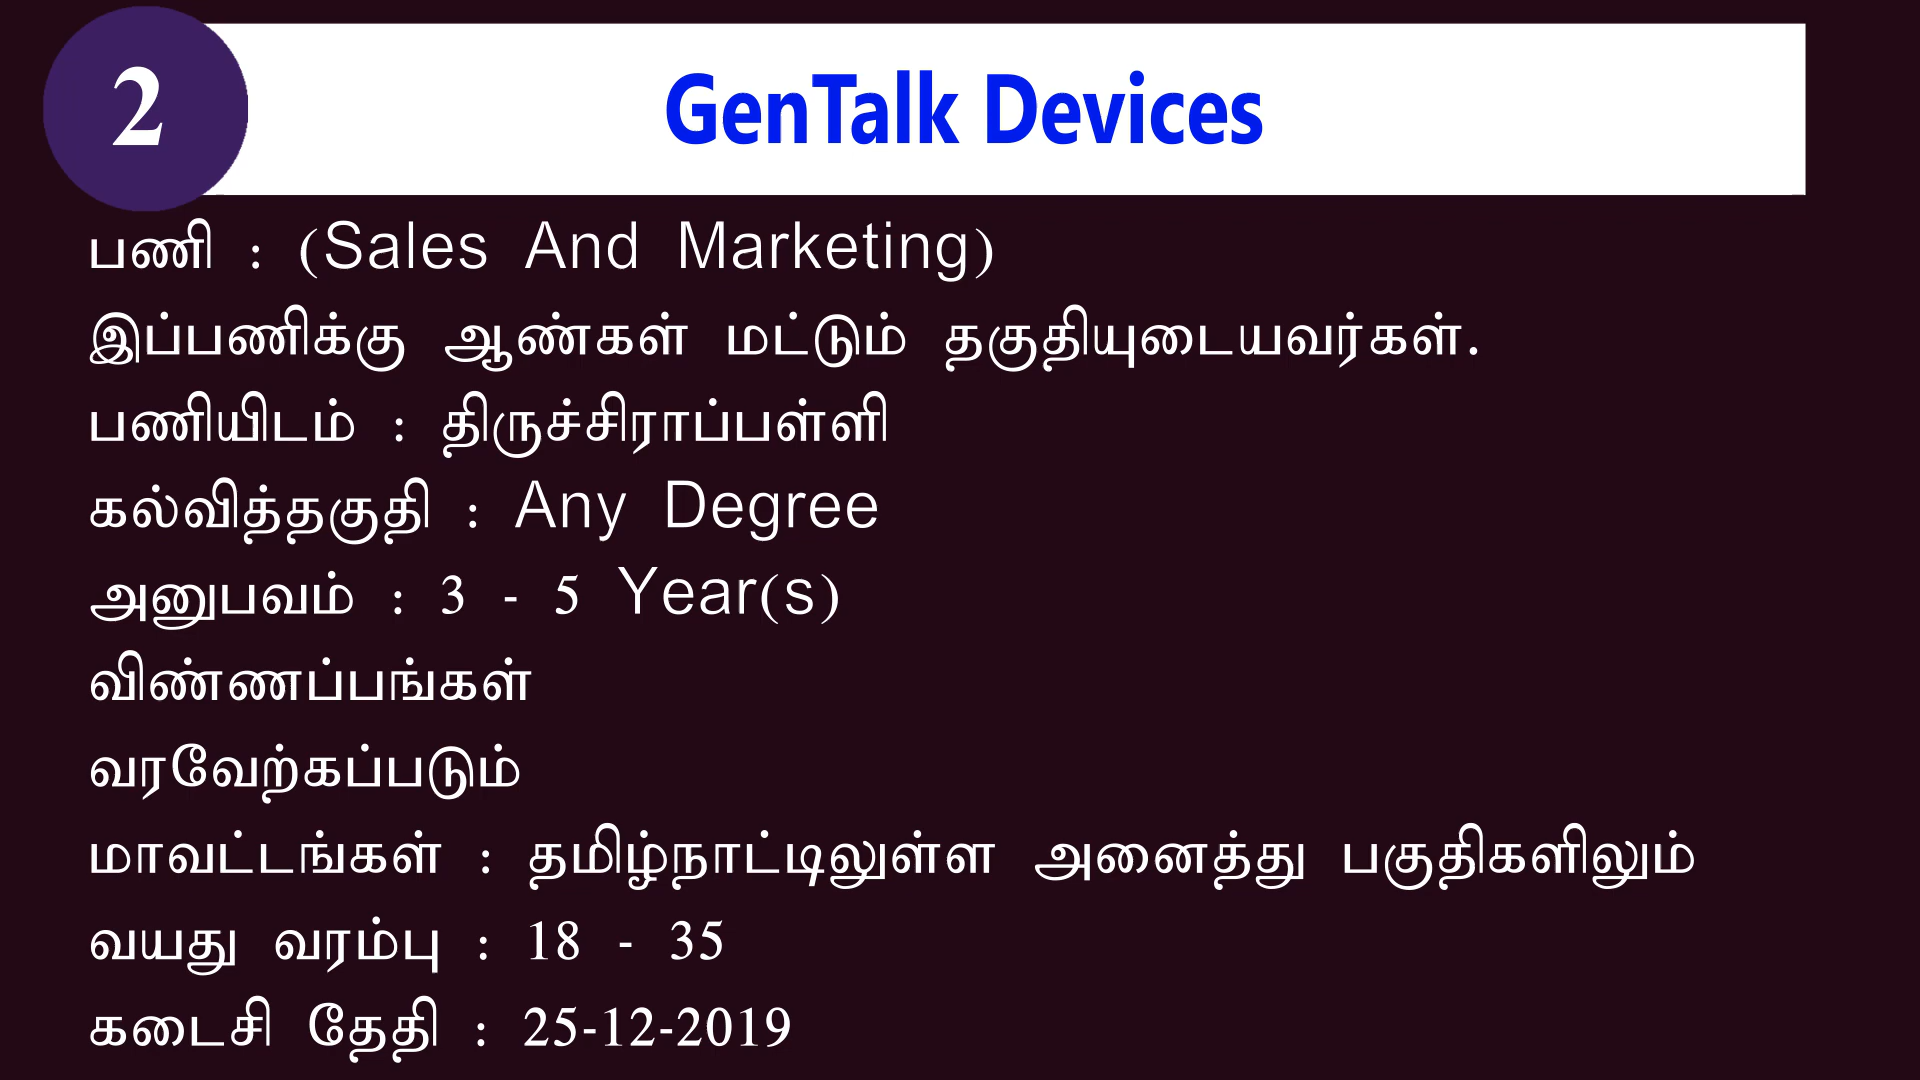 2
GenTalk Devices
பணி : (Sales And Marketing)
இப்பணிக்கு ஆண்கள் மட்டும் தகுதியுடையவர்கள்.
பணியிடம் : திருச்சிராப்பள்ளி
கல்வித்தகுதி : Any Degree
அனுபவம் : 3 - 5 Year(s)
விண்ணப்பங்கள்
வரவேற்கப்படும்
மாவட்டங்கள் : தமிழ்நாட்டிலுள்ள அனைத்து பகுதிகளிலும்
வயது வரம்பு : 18 - 35
கடைசி தேதி : 25-12-2019